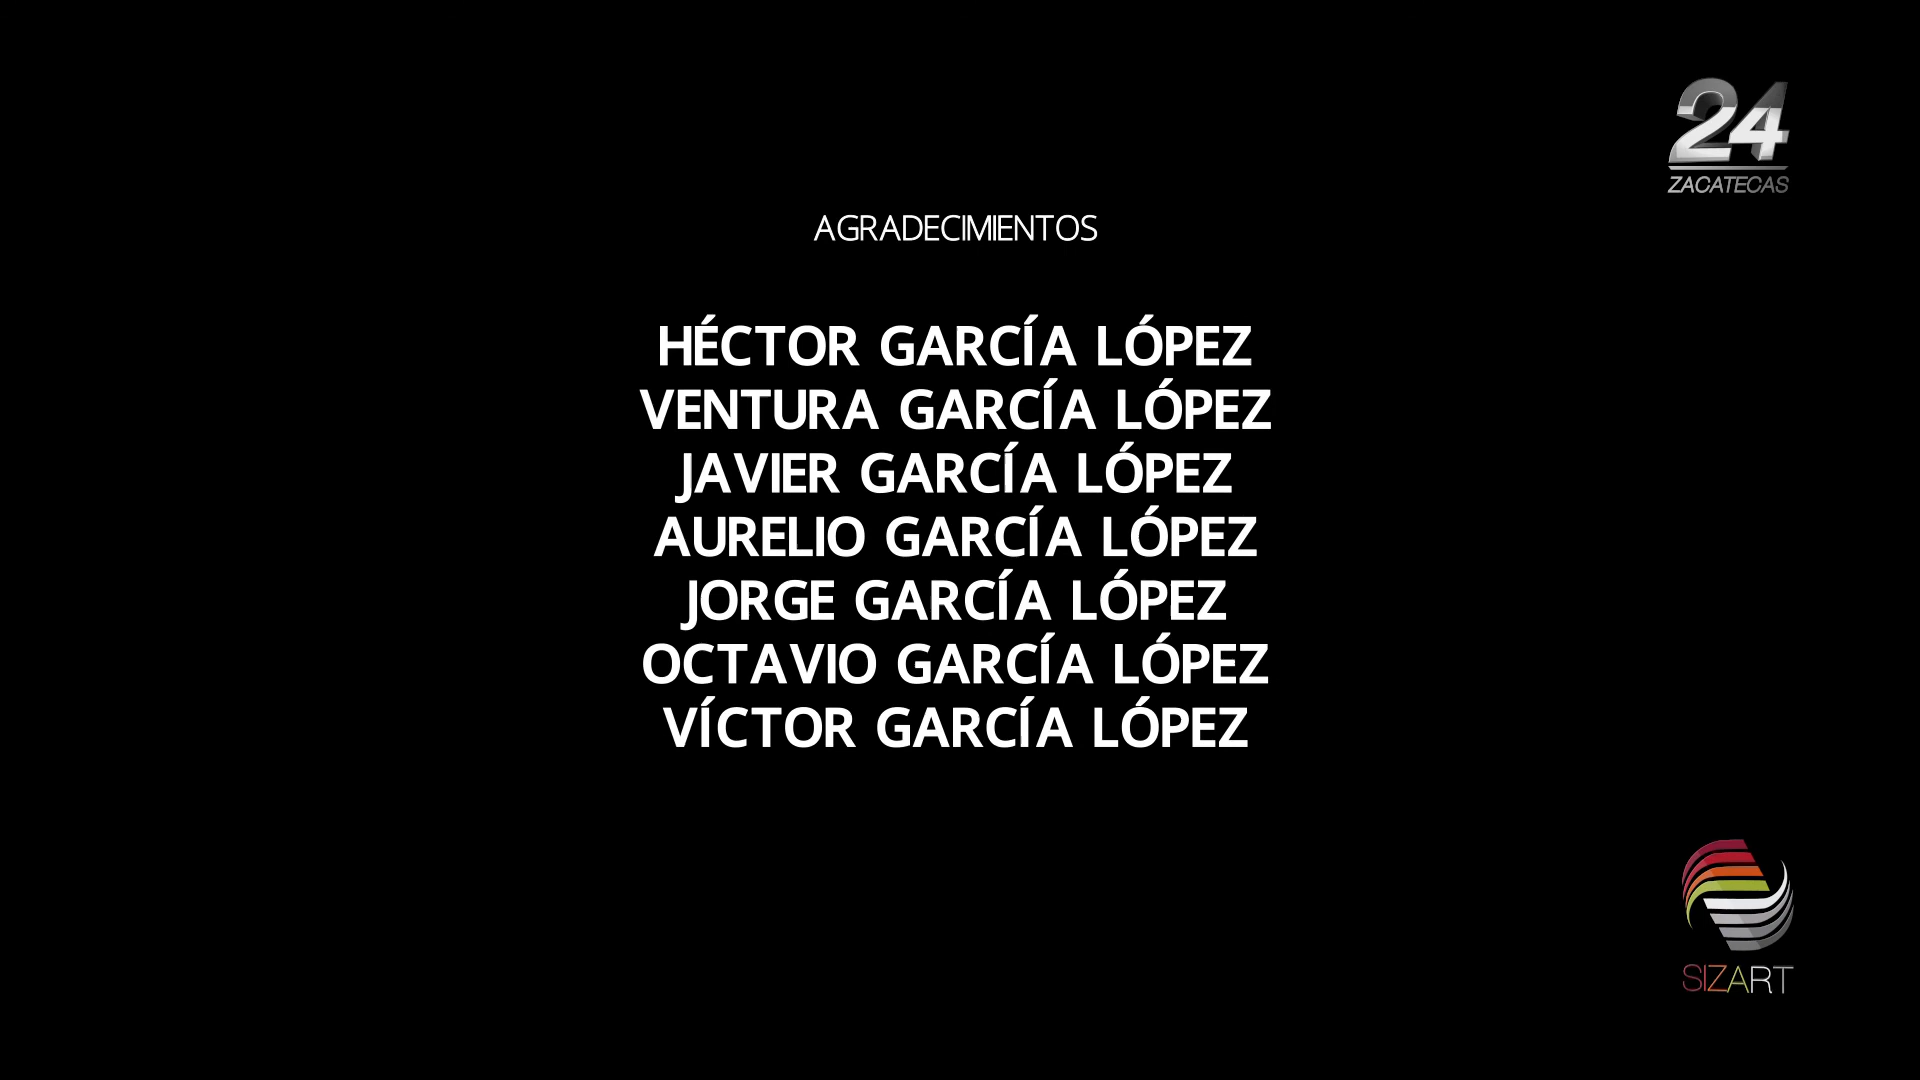 24
ZACATECAS
AGRADECIMIENTOS
HÉCTOR GARCÍA LÓPEZ
VENTURA GARCÍA LÓPEZ
JAVIER GARCÍA LÓPEZ
AURELIO GARCÍA LÓPEZ
JORGE GARCÍA LÓPEZ
OCTAVIO GARCÍA LÓPEZ
VÍCTOR GARCÍA LÓPEZ
SIZART